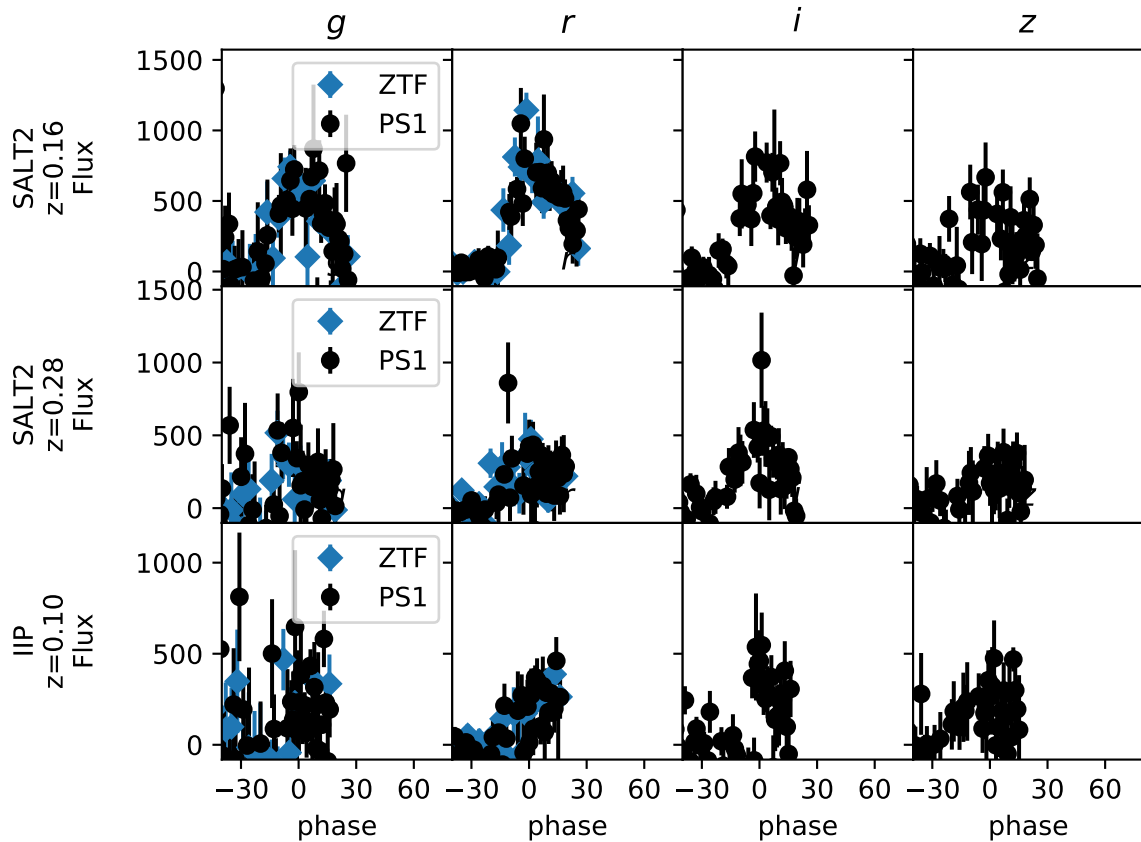 g r i z
1500
1000
500
0
SALT2
z=0.16
Flux
ZTF
PS1
1500
1000
500
0
SALT2
z=0.28
Flux
ZTF
PS1
1000
500
0
IIP
z=0.10
Flux
ZTF
PS1
−30 0 30 60 −30 0 30 60 −30 0 30 60 −30 0 30 60
phase phase phase phase